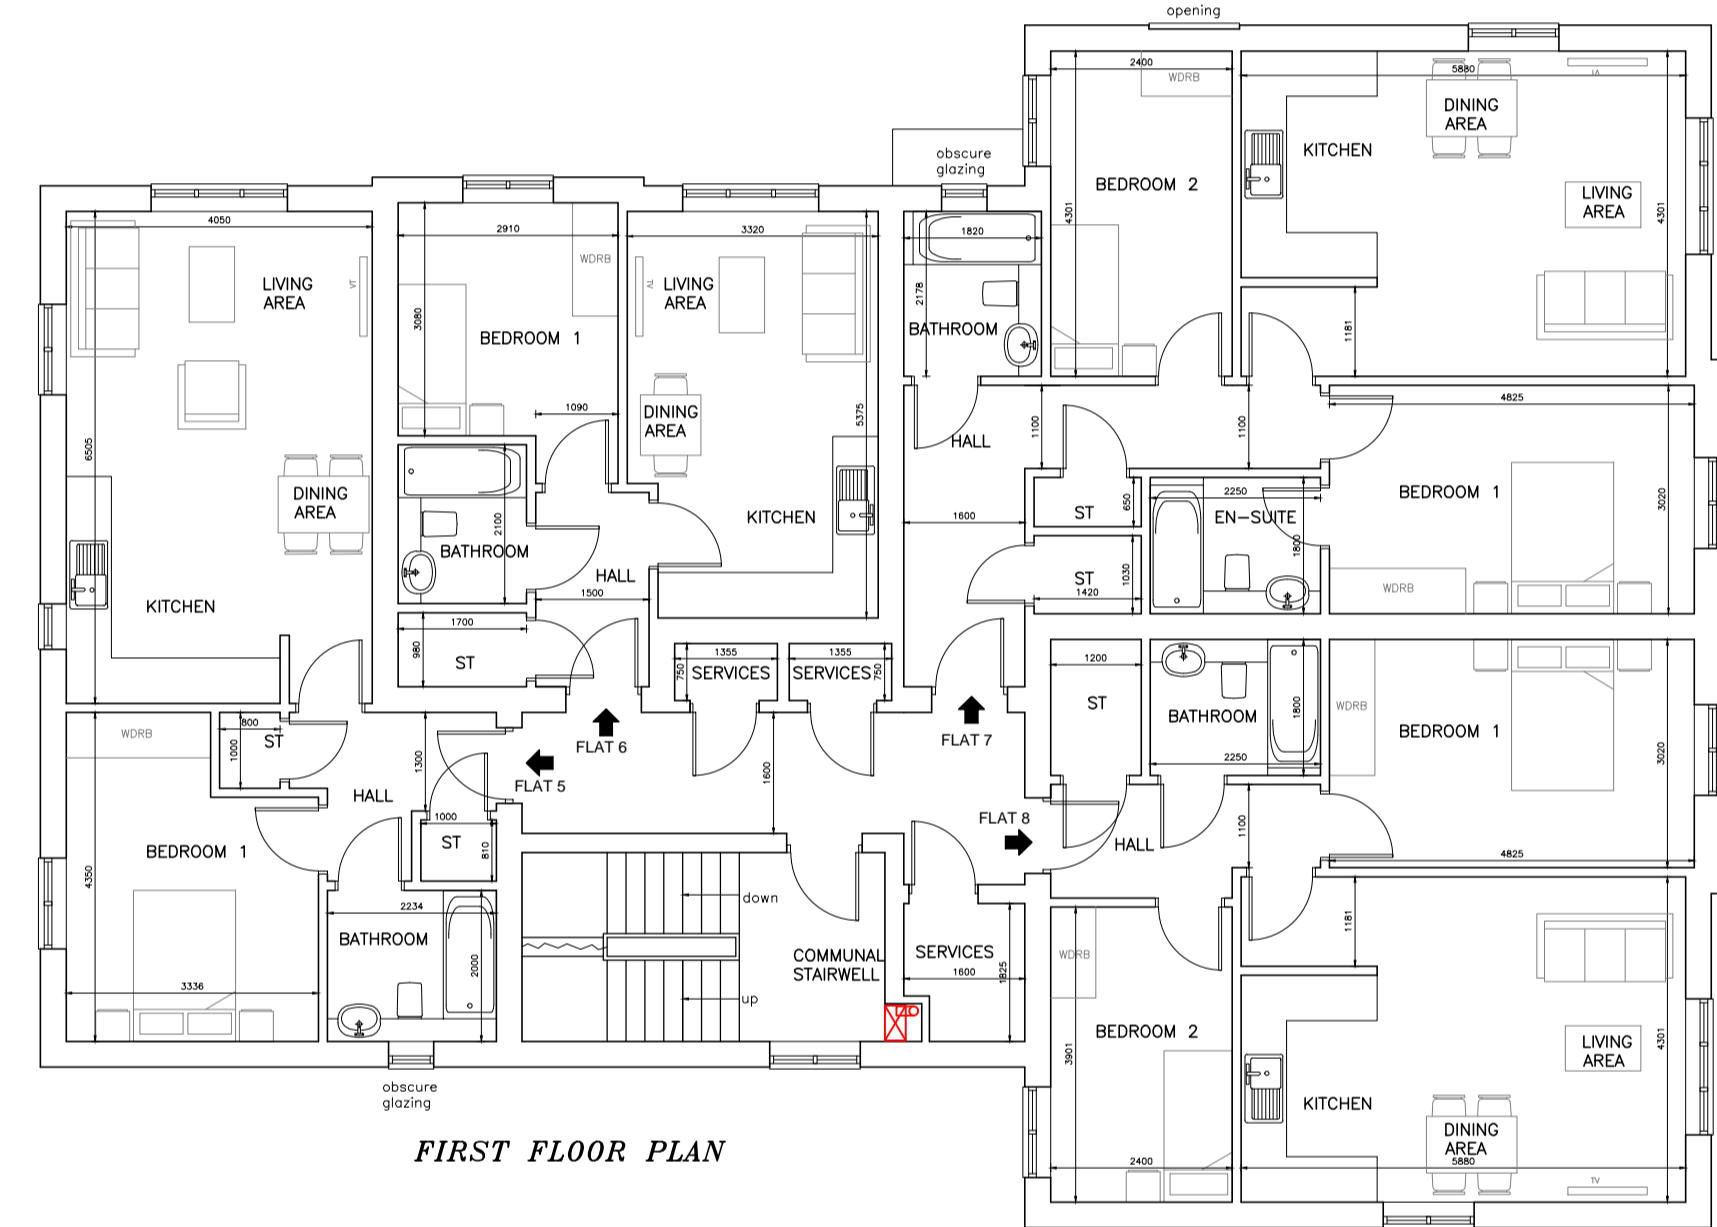 opening
2400
WDRB
5880
TV
DINING
AREA
KITCHEN
obscure
glazing
BEDROOM 2
LIVING
AREA
4301
4301
4050
2910
3320
1820
WDRB
LIVING
AREA
TV
LIVING
AREA
TV
2178
3080
BATHROOM
BEDROOM 1
1181
4825
1090
DINING
AREA
5375
HALL
1100
1100
6505
DINING
AREA
KITCHEN
2100
BATHROOM
1600
ST
650
2250
EN-SUITE
1800
BEDROOM 1
3020
HALL
1500
ST
1030
1420
WDRB
KITCHEN
1700
980
ST
1355
750
SERVICES
1355
750
SERVICES
1200
ST
BATHROOM
1800
2250
WDRB
BEDROOM 1
3020
4825
WDRB
800
ST
1000
1300
FLAT 6
FLAT 5
FLAT 7
1600
HALL
1000
ST
810
FLAT 8
HALL
1100
BEDROOM 1
4350
2234
BATHROOM
2000
3336
down
COMMUNAL
STAIRWELL
up
SERVICES
1600
1825
WDRB
1181
BEDROOM 2
3901
LIVING
AREA
4301
KITCHEN
DINING
AREA
2400
5880
TV
obscure
glazing
FIRST FLOOR PLAN